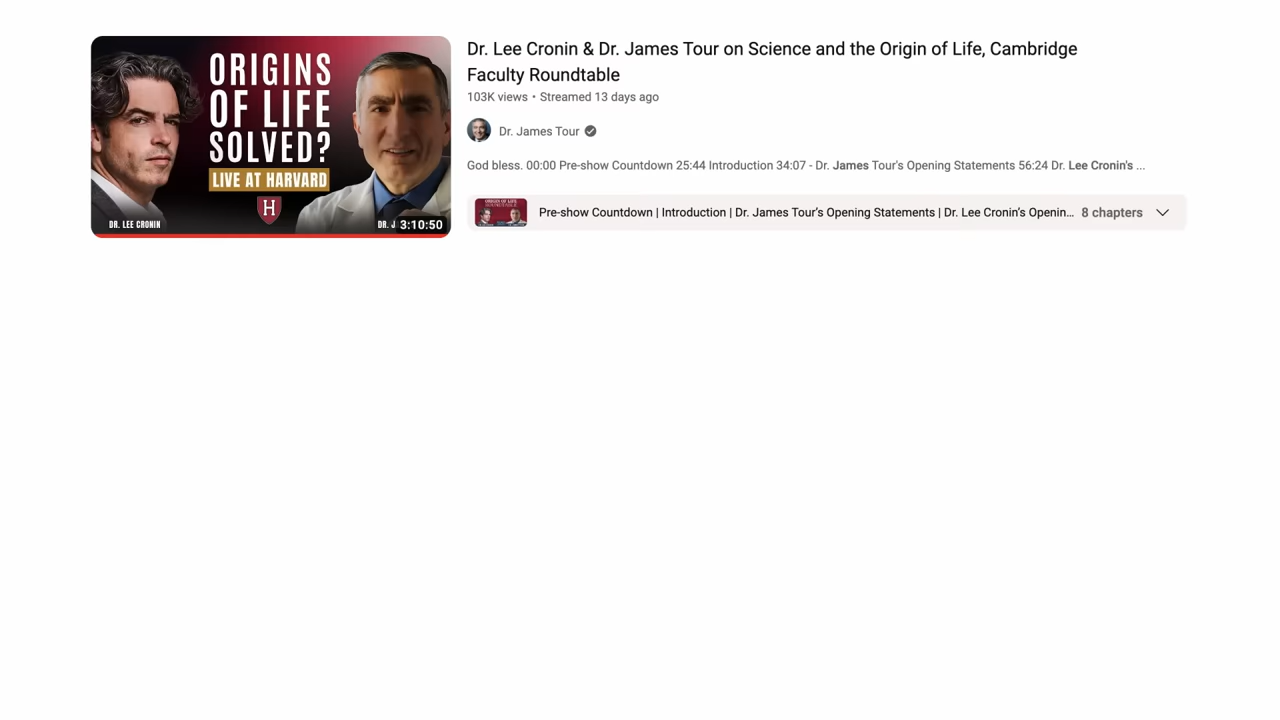 ORIGINS
OF LIFE
SOLVED?
LIVE AT HARVARD
H
DR. LEE CRONIN
DR. J
3:10:50
Dr. Lee Cronin & Dr. James Tour on Science and the Origin of Life, Cambridge
Faculty Roundtable
103K views • Streamed 13 days ago
Dr. James Tour
God bless. 00:00 Pre-show Countdown 25:44 Introduction 34:07 - Dr. James Tour's Opening Statements 56:24 Dr. Lee Cronin's ...
ORIGIN OF LIFE
Pre-show Countdown | Introduction | Dr. James Tour’s Opening Statements | Dr. Lee Cronin’s Openin... 8 chapters